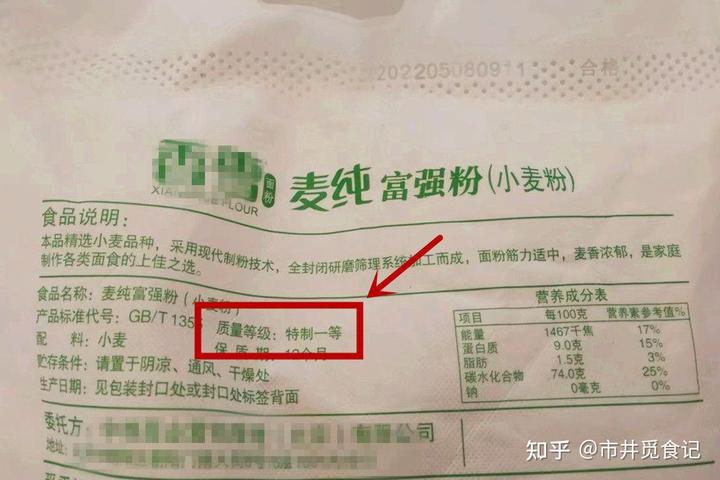 202205080911 合格
面粉
麦纯富强粉(小麦粉)
FLOUR
食品说明:
本品精选小麦品种，采用现代制粉技术，全封闭研磨筛理系统加工而成，面粉筋力适中，麦香浓郁，是家庭
制作各类面食的上佳之选。
食品名称: 麦纯富强粉(小麦粉)
产品标准代号: GB/T 1355 质量等级: 特制一等
配 料: 小麦 保 质 期: 12个月
贮存条件: 请置于阴凉、通风、干燥处
生产日期: 见包装封口处或封口处标签背面
营养成分表
项目 每100克 营养素参考值%
能量 1467千焦 17%
蛋白质 9.0克 15%
脂肪 1.5克 3%
碳水化合物 74.0克 25%
钠 0毫克 0%
委托方: 有限公司
地址:
知乎 @市井觅食记